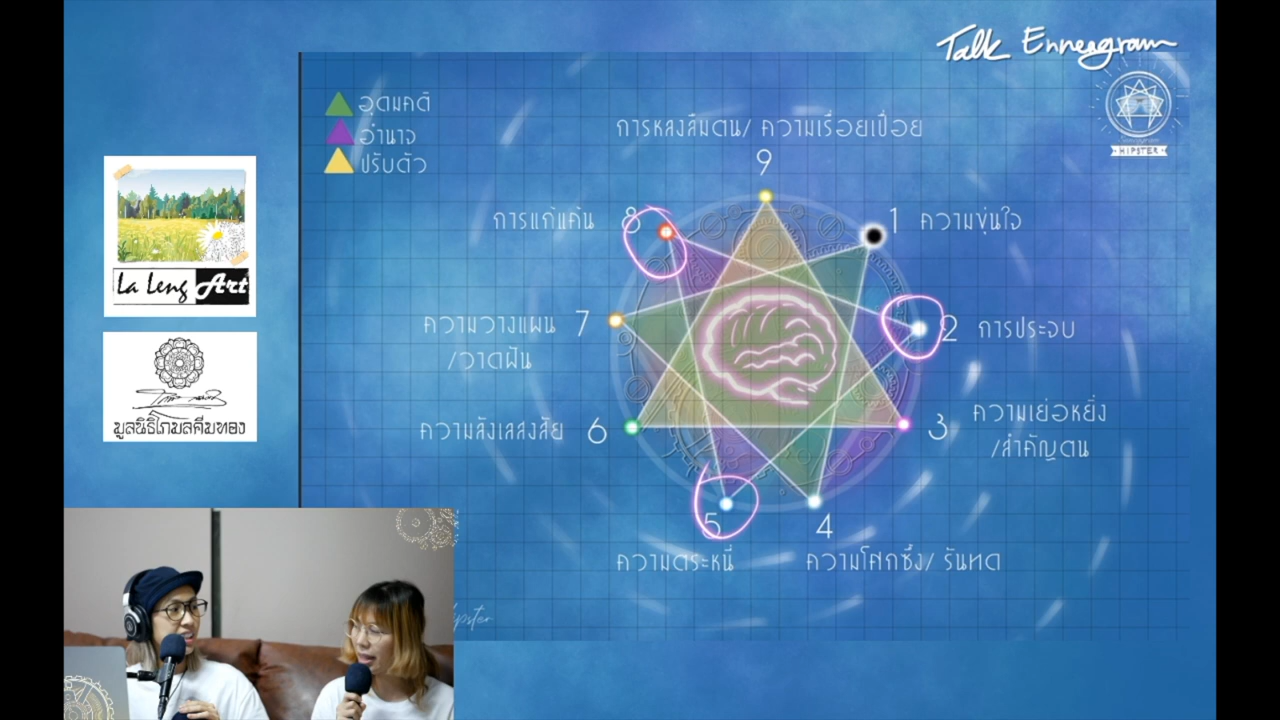 Talk Enneagram
HIPSTER
อุดมคติ
อำนาจ
ปรับตัว
การหลงลืมตน/ ความเรื่อยเปื่อย
9
การแก้แค้น 8
1 ความขุ่นใจ
ความวางแผน 7
/วาดฝัน
2 การประจบ
ความลังเลสงสัย 6
3 ความเย่อหยิ่ง
/สำคัญตน
5
ความตระหนี่
4
ความโศกซึ้ง/ รันทด
La Leng Art
มูลนิธิโกมลคีมทอง